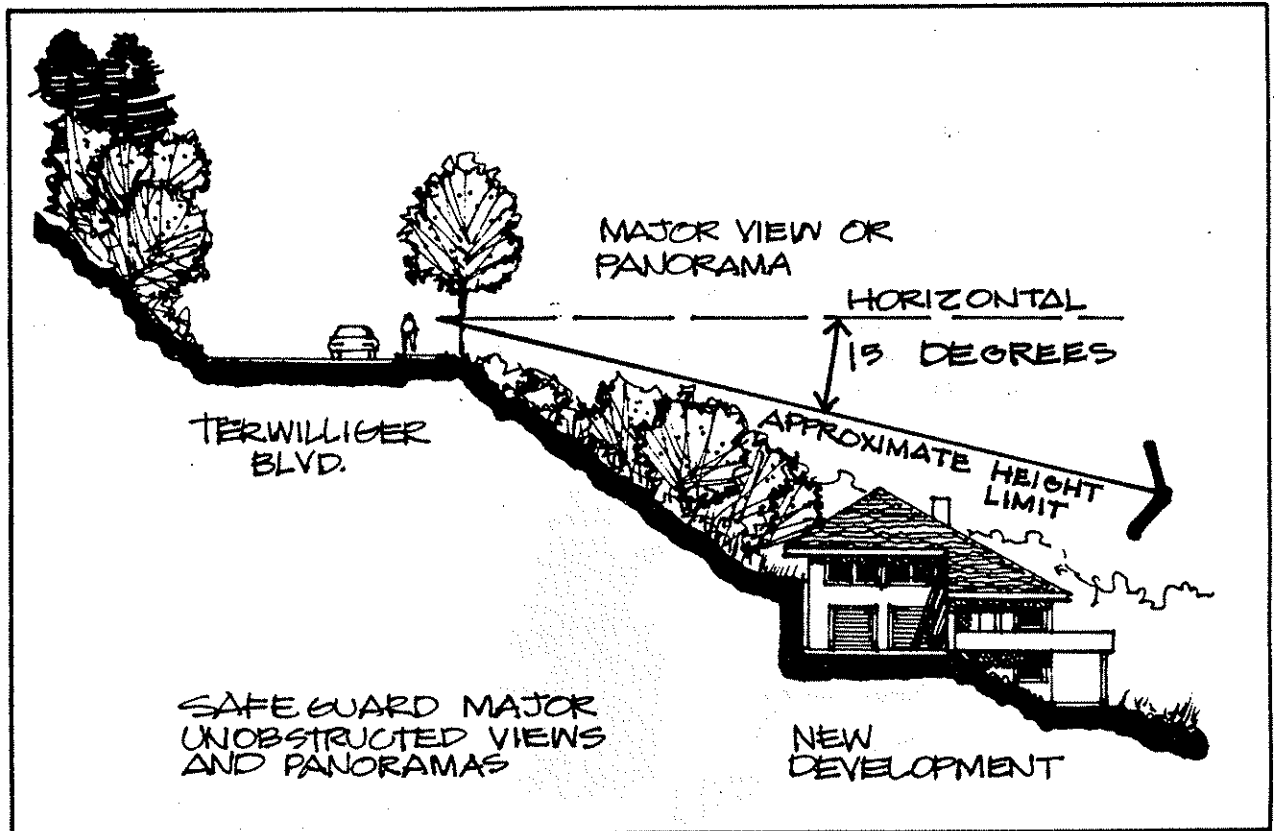 MAJOR VIEW OR
PANORAMA
HORIZONTAL
15 DEGREES
APPROXIMATE HEIGHT
LIMIT
TERWILLIGER
BLVD.
SAFEGUARD MAJOR
UNOBSTRUCTED VIEWS
AND PANORAMAS
NEW
DEVELOPMENT